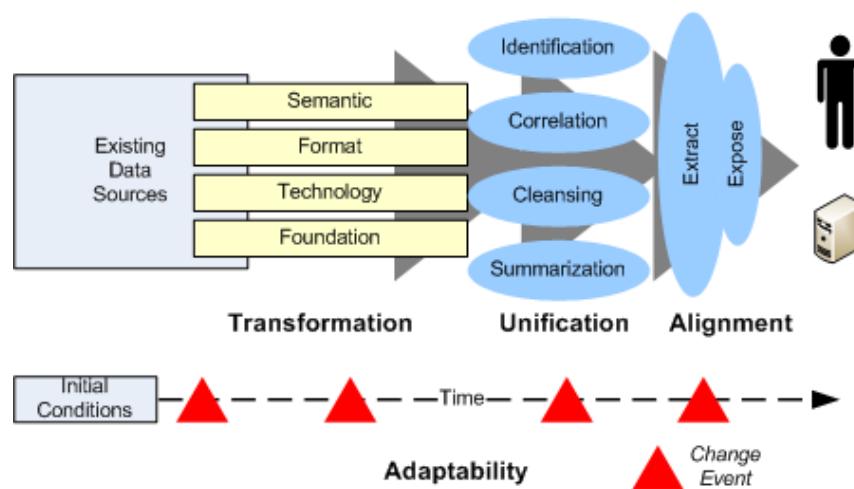 Existing
Data
Sources
Semantic
Format
Technology
Foundation
Identification
Correlation
Cleansing
Summarization
Extract
Expose
Transformation
Unification
Alignment
Initial
Conditions
Time
Adaptability
Change
Event